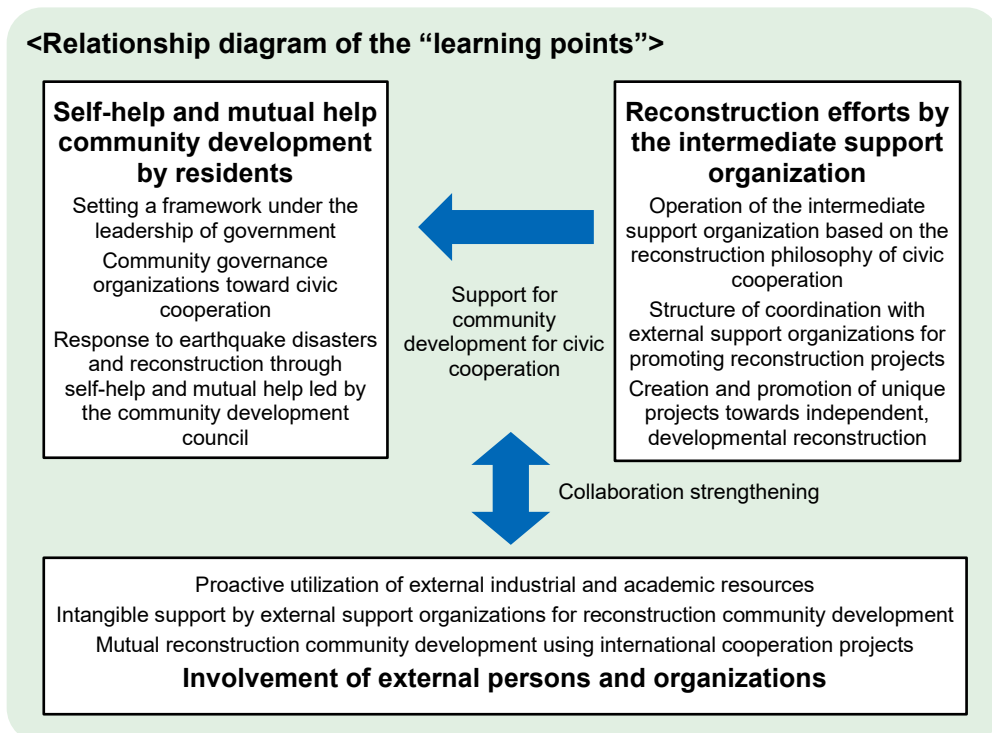 <Relationship diagram of the “learning points”>
Self-help and mutual help
community development
by residents
Setting a framework under the
leadership of government
Community governance
organizations toward civic
cooperation
Response to earthquake disasters
and reconstruction through
self-help and mutual help led by
the community development
council
Support for
community
development for civic
cooperation
Reconstruction efforts by
the intermediate support
organization
Operation of the intermediate
support organization based on the
reconstruction philosophy of civic
cooperation
Structure of coordination with
external support organizations for
promoting reconstruction projects
Creation and promotion of unique
projects towards independent,
developmental reconstruction
Collaboration strengthening
Proactive utilization of external industrial and academic resources
Intangible support by external support organizations for reconstruction community development
Mutual reconstruction community development using international cooperation projects
Involvement of external persons and organizations